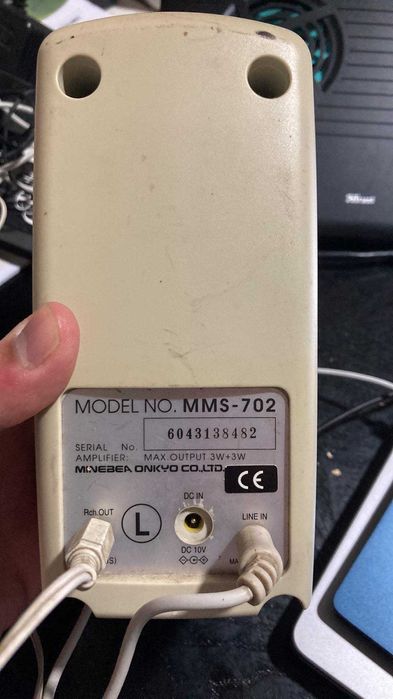 Trust
MODEL NO. MMS-702
SERIAL No. 6043138482
AMPLIFIER: MAX.OUTPUT 3W+3W
MINEBEA ONKYO CO.,LTD.
CE
DC IN
Rch.OUT
L
LINE IN
DC 10V